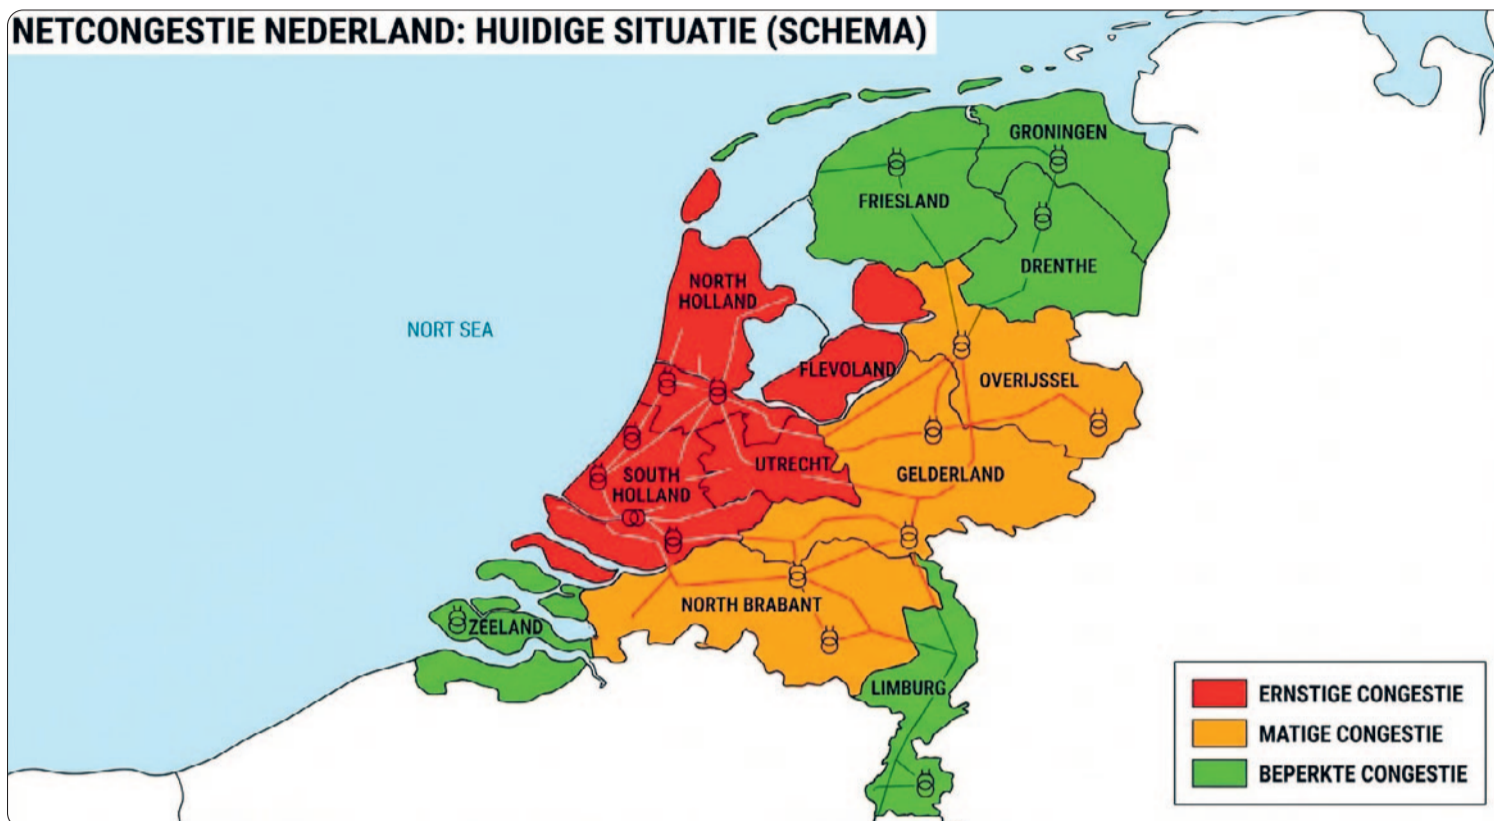 NETCONGESTIE NEDERLAND: HUIDIGE SITUATIE (SCHEMA)
GRONINGEN
FRIESLAND
DRENTHE
NORTH
HOLLAND
NORT SEA
FLEVOLAND
OVERIJSSEL
UTRECHT
SOUTH
HOLLAND
GELDERLAND
NORTH BRABANT
ZEELAND
LIMBURG
ERNSTIGE CONGESTIE
MATIGE CONGESTIE
BEPERKTE CONGESTIE